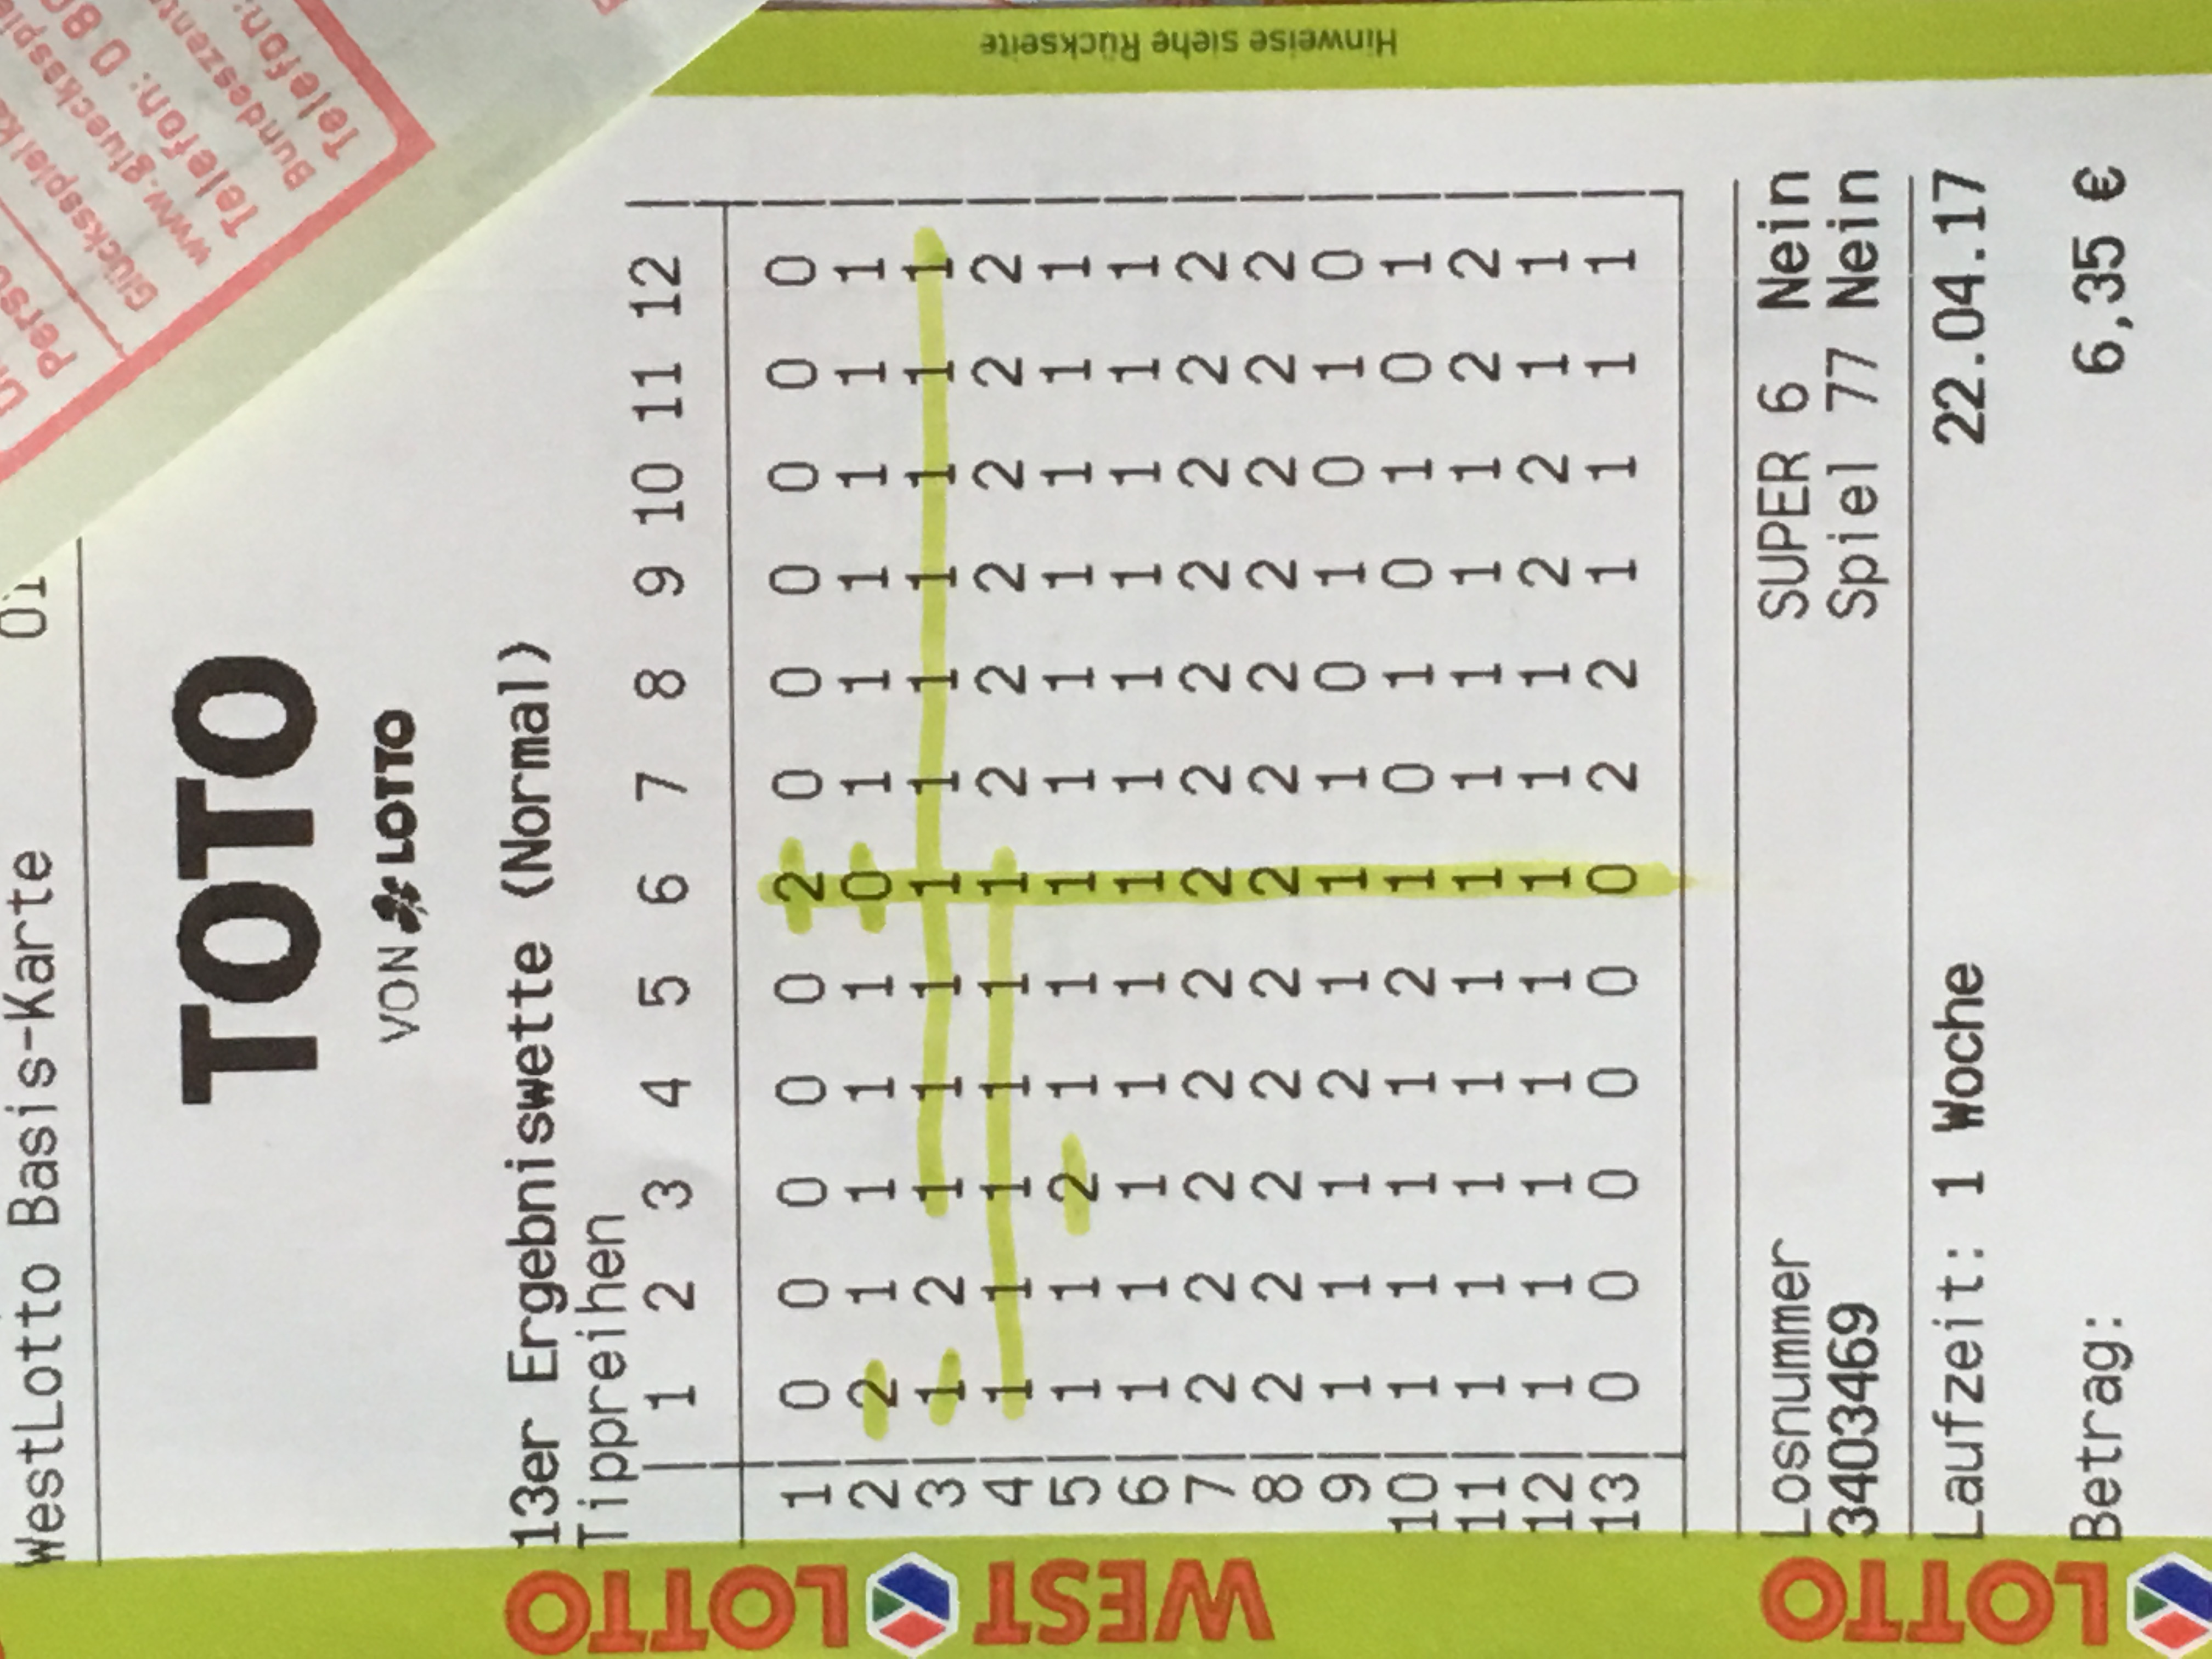 WestLotto Basis-Karte
TOTO
VON LOTTO
13er Ergebniswette (Normal)
Tippreihen
1 2 3 4 5 6 7 8 9 10 11 12
1 0 0 0 0 0 2 0 0 0 0 0 0
2 2 1 1 1 1 0 1 1 1 1 1 1
3 1 2 1 1 1 1 1 1 1 1 1 1
4 1 1 1 1 1 1 2 2 2 2 2 2
5 1 1 2 1 1 1 1 1 1 1 1 1
6 1 1 1 1 1 1 1 1 1 1 1 1
7 2 2 2 2 2 2 2 2 2 2 2 2
8 2 2 2 2 2 2 2 2 2 2 2 2
9 1 1 1 2 1 1 1 0 1 0 1 0
10 1 1 1 1 2 1 0 1 0 1 0 1
11 1 1 1 1 1 1 1 1 1 1 2 2
12 1 1 1 1 1 1 1 1 2 2 1 1
13 0 0 0 0 0 0 2 2 1 1 1 1
Losnummer SUPER 6 Nein
3403469 Spiel 77 Nein
Laufzeit: 1 Woche 22.04.17
Betrag: 6,35 €
WEST LOTTO
LOTTO
Hinweise siehe Rückseite
Glücksspiel
Telefon: 0 80
Telefon: